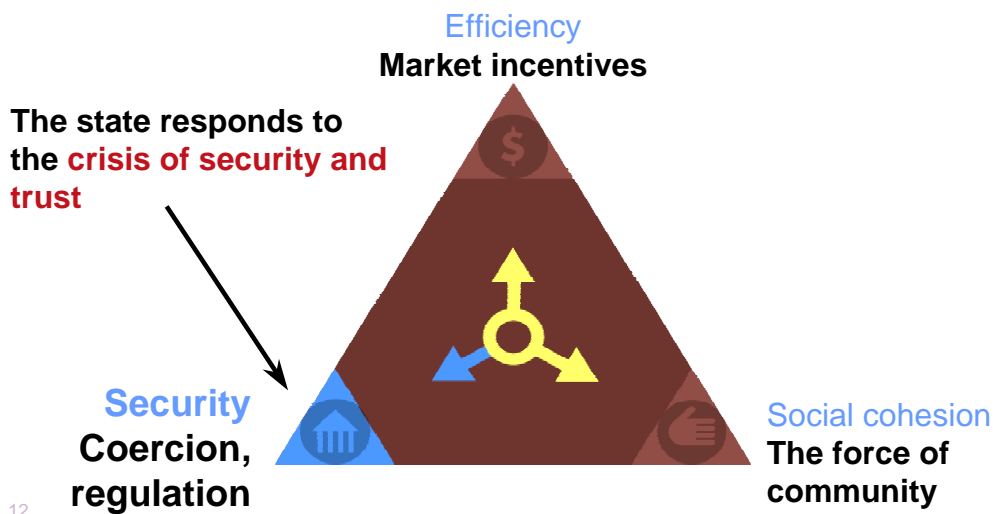 Efficiency
Market incentives
The state responds to
the crisis of security and
trust
$
Security
Coercion,
regulation
Social cohesion
The force of
community
12